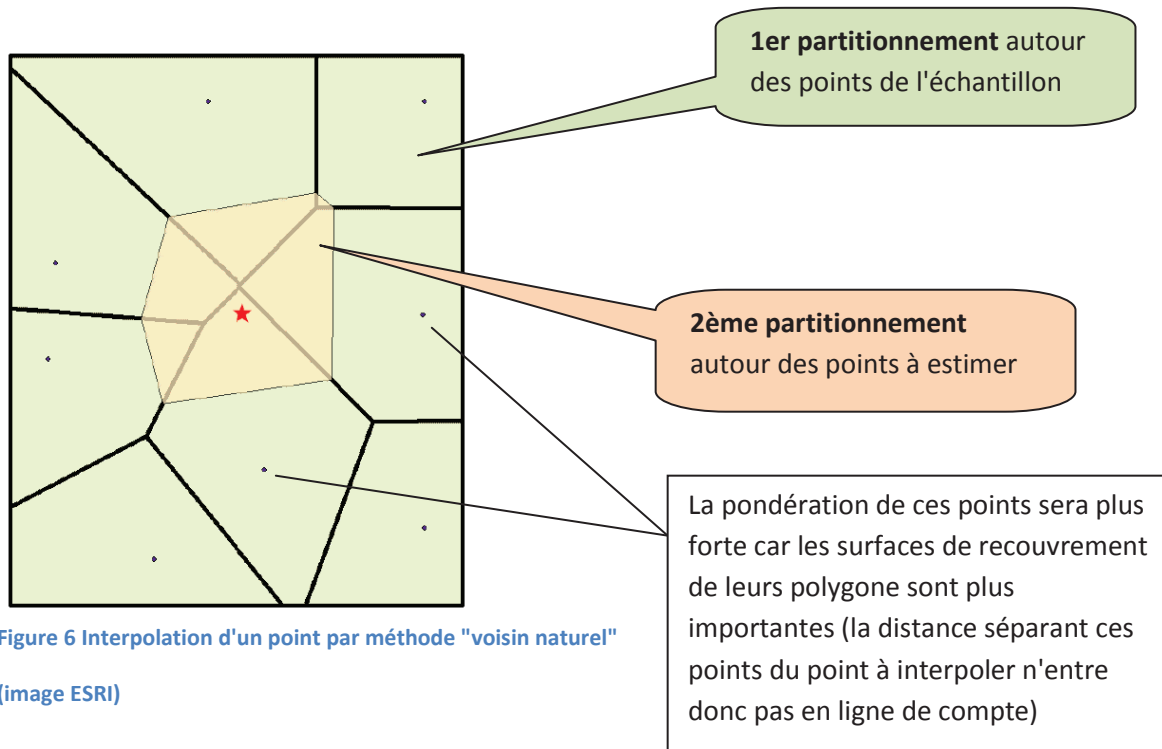 1er partitionnement autour
des points de l'échantillon
2ème partitionnement
autour des points à estimer
La pondération de ces points sera plus
forte car les surfaces de recouvrement
de leurs polygone sont plus
importantes (la distance séparant ces
points du point à interpoler n'entre
donc pas en ligne de compte)
Figure 6 Interpolation d'un point par méthode "voisin naturel"
(image ESRI)